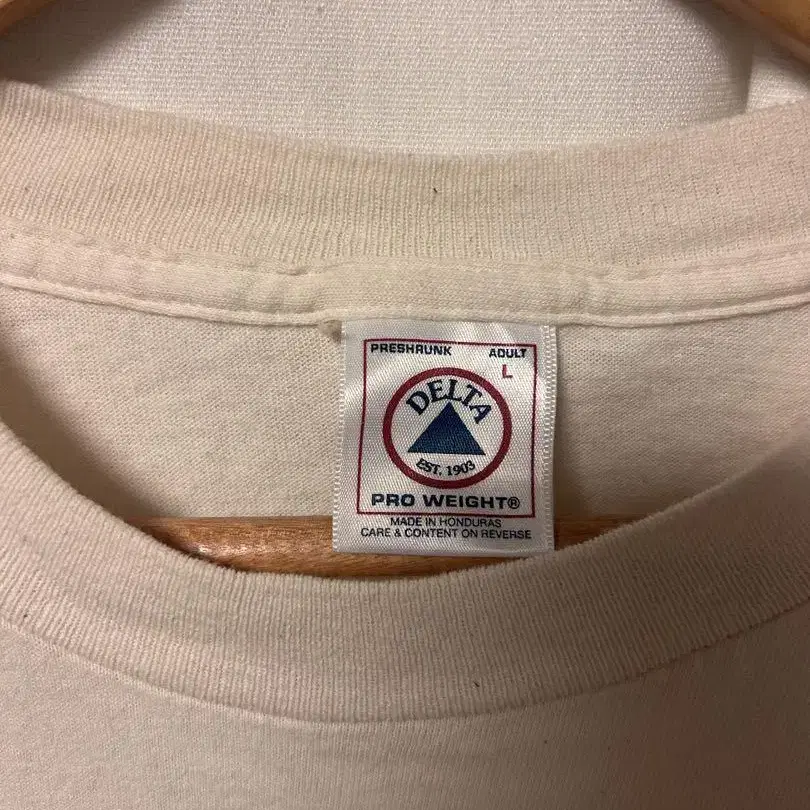 PRESHRUNK ADULT
L
DELTA
EST. 1903
PRO WEIGHT®
MADE IN HONDURAS
CARE & CONTENT ON REVERSE